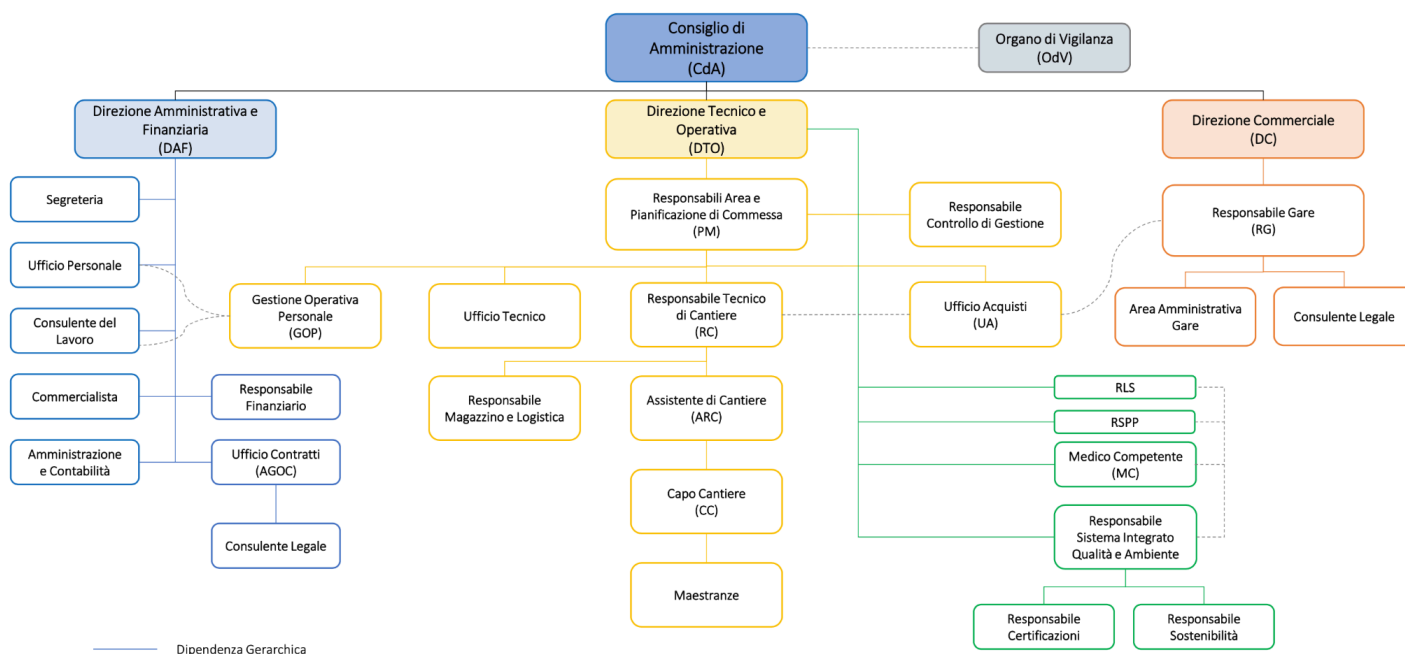 Consiglio di
Amministrazione
(CdA)
Organo di Vigilanza
(OdV)
Direzione Amministrativa e
Finanziaria
(DAF)
Direzione Tecnico e
Operativa
(DTO)
Direzione Commerciale
(DC)
Segreteria
Responsabili Area e
Pianificazione di Commessa
(PM)
Responsabile
Controllo di Gestione
Responsabile Gare
(RG)
Ufficio Personale
Gestione Operativa
Personale
(GOP)
Ufficio Tecnico
Responsabile Tecnico
di Cantiere
(RC)
Ufficio Acquisti
(UA)
Area Amministrativa
Gare
Consulente Legale
Consulente del
Lavoro
Commercialista
Responsabile
Finanziario
Responsabile
Magazzino e Logistica
Assistente di Cantiere
(ARC)
RLS
RSPP
Medico Competente
(MC)
Amministrazione
e Contabilità
Ufficio Contratti
(AGOC)
Capo Cantiere
(CC)
Responsabile
Sistema Integrato
Qualità e Ambiente
Consulente Legale
Maestranze
Responsabile
Certificazioni
Responsabile
Sostenibilità
Dipendenza Gerarchica